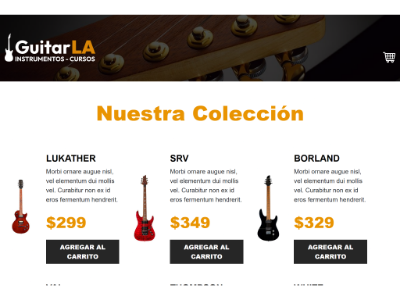 GuitarLA
INSTRUMENTOS - CURSOS
Nuestra Colección
LUKATHER
Morbi ornare augue nisl,
vel elementum dui mollis
vel. Curabitur non ex id
eros fermentum hendrerit.
$299
AGREGAR AL
CARRITO
SRV
Morbi ornare augue nisl,
vel elementum dui mollis
vel. Curabitur non ex id
eros fermentum hendrerit.
$349
AGREGAR AL
CARRITO
BORLAND
Morbi ornare augue nisl,
vel elementum dui mollis
vel. Curabitur non ex id
eros fermentum hendrerit.
$329
AGREGAR AL
CARRITO